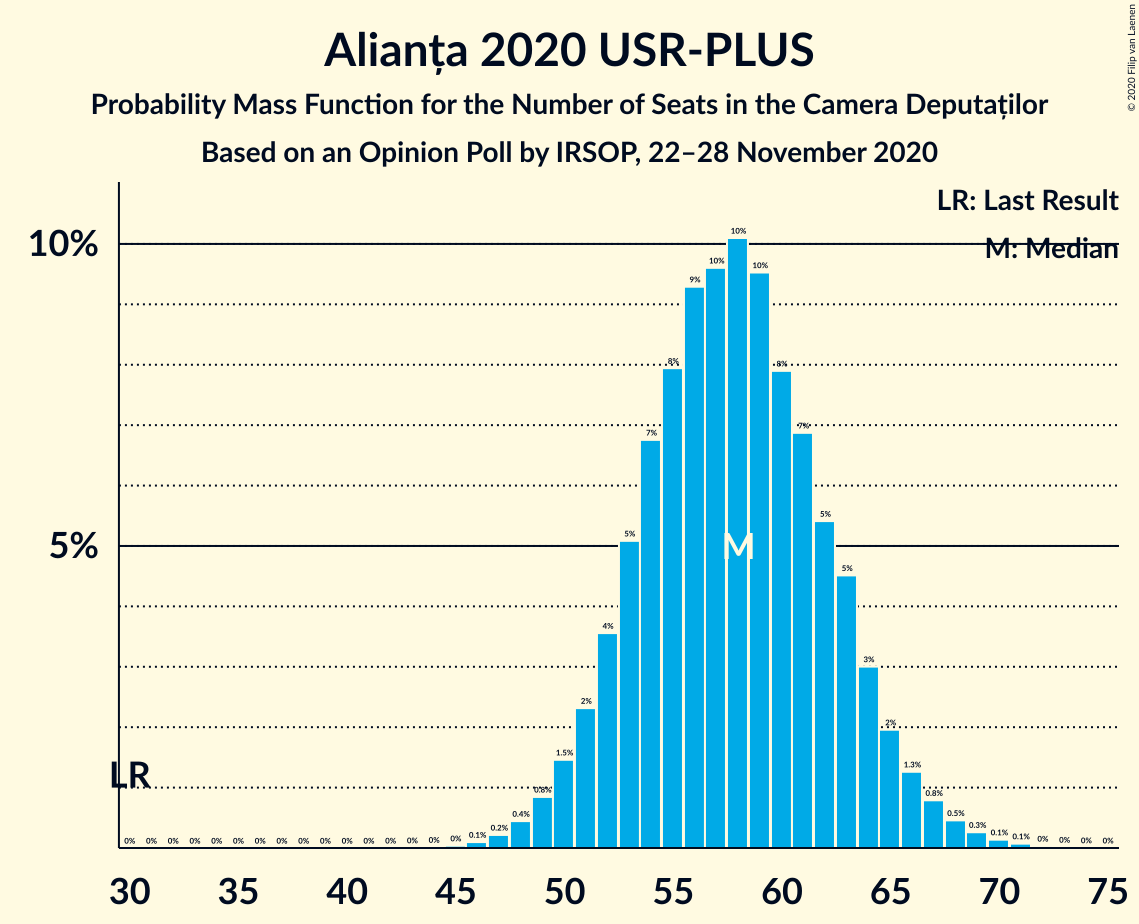 Alianța 2020 USR-PLUS
Probability Mass Function for the Number of Seats in the Camera Deputaților
Based on an Opinion Poll by IRSOP, 22–28 November 2020
© 2020 Filip van Laenen
LR: Last Result
M: Median
10%
5%
LR
M
0% 0% 0% 0% 0% 0% 0% 0% 0% 0% 0% 0% 0% 0% 0% 0% 0.1% 0.2% 0.4% 0.8% 1.5% 2% 4% 5% 7% 8% 9% 10% 10% 10% 8% 7% 5% 5% 3% 2% 1.3% 0.8% 0.5% 0.3% 0.1% 0.1% 0% 0% 0% 0%
30 35 40 45 50 55 60 65 70 75